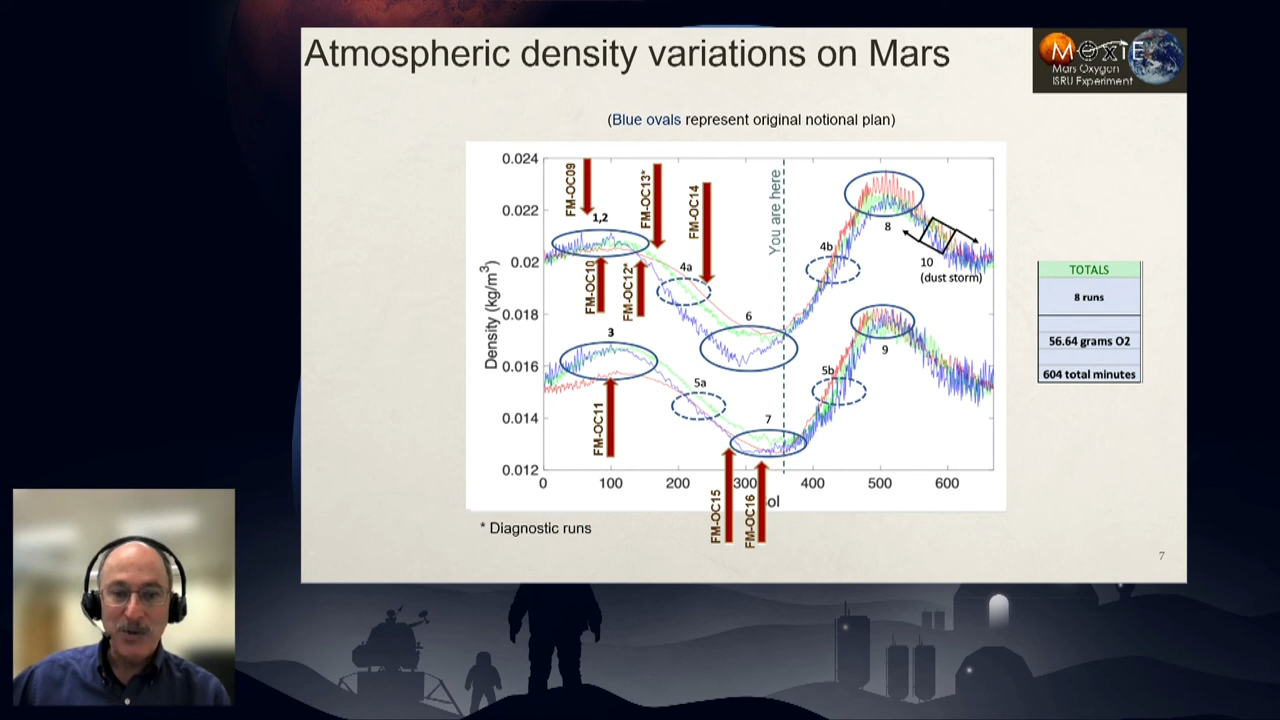 Atmospheric density variations on Mars
MOXIE
Mars Oxygen
ISRU Experiment
(Blue ovals represent original notional plan)
Density (kg/m3)
0.024
0.022
0.02
0.018
0.016
0.014
0.012
0
100
200
300
400
500
600
ol
FM-OC09
FM-OC13*
FM-OC14
1,2
FM-OC10
FM-OC12*
4a
6
3
FM-OC11
5a
7
FM-OC15
FM-OC16
You are here
4b
8
10
(dust storm)
9
5b
TOTALS
8 runs
56.64 grams O2
604 total minutes
* Diagnostic runs
7